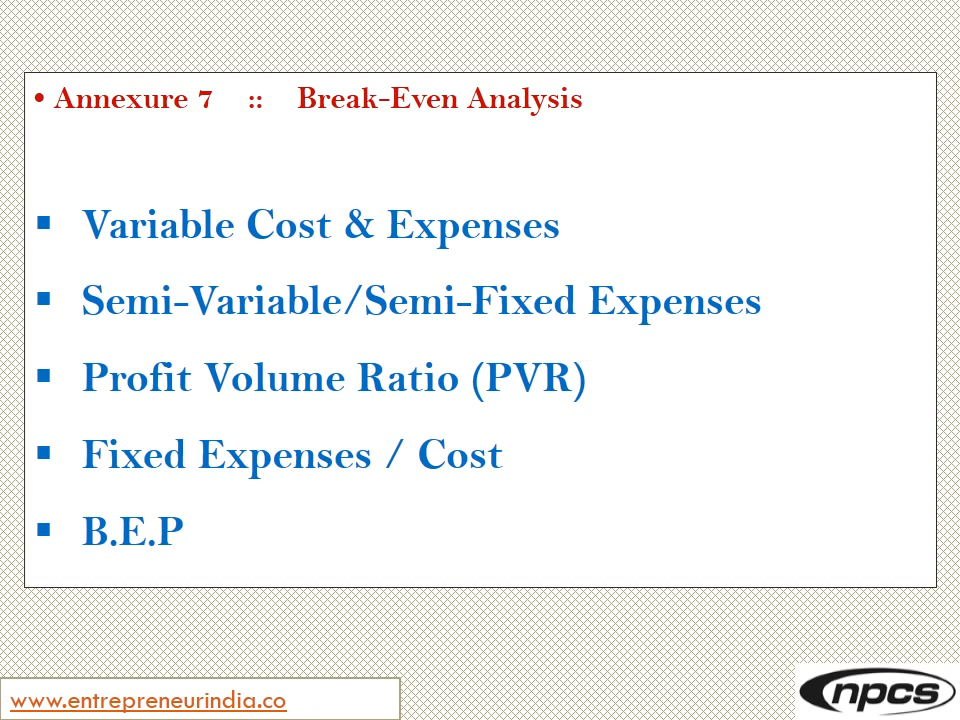 • Annexure 7 :: Break-Even Analysis
▪ Variable Cost & Expenses
▪ Semi-Variable/Semi-Fixed Expenses
▪ Profit Volume Ratio (PVR)
▪ Fixed Expenses / Cost
▪ B.E.P
www.entrepreneurindia.co
npcs